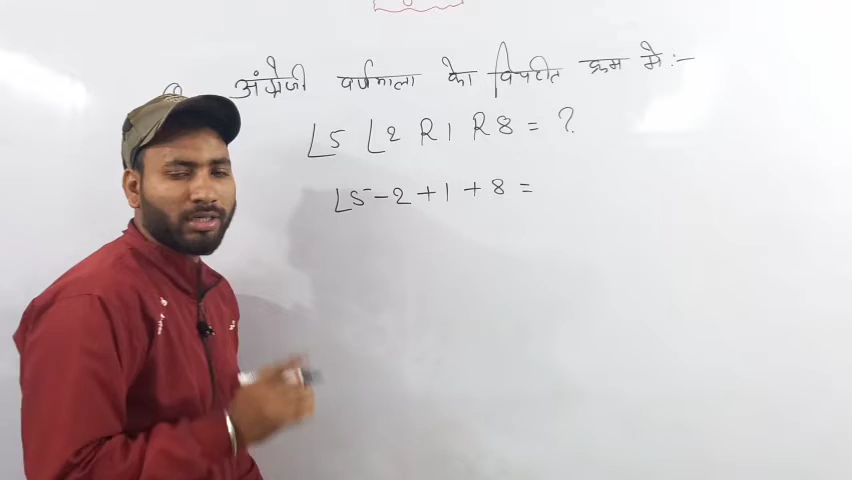 Q अंग्रेजी वर्णमाला के विपरीत क्रम मे :-
L5 L2 R1 R8 = ?
L5 - 2 + 1 + 8 =